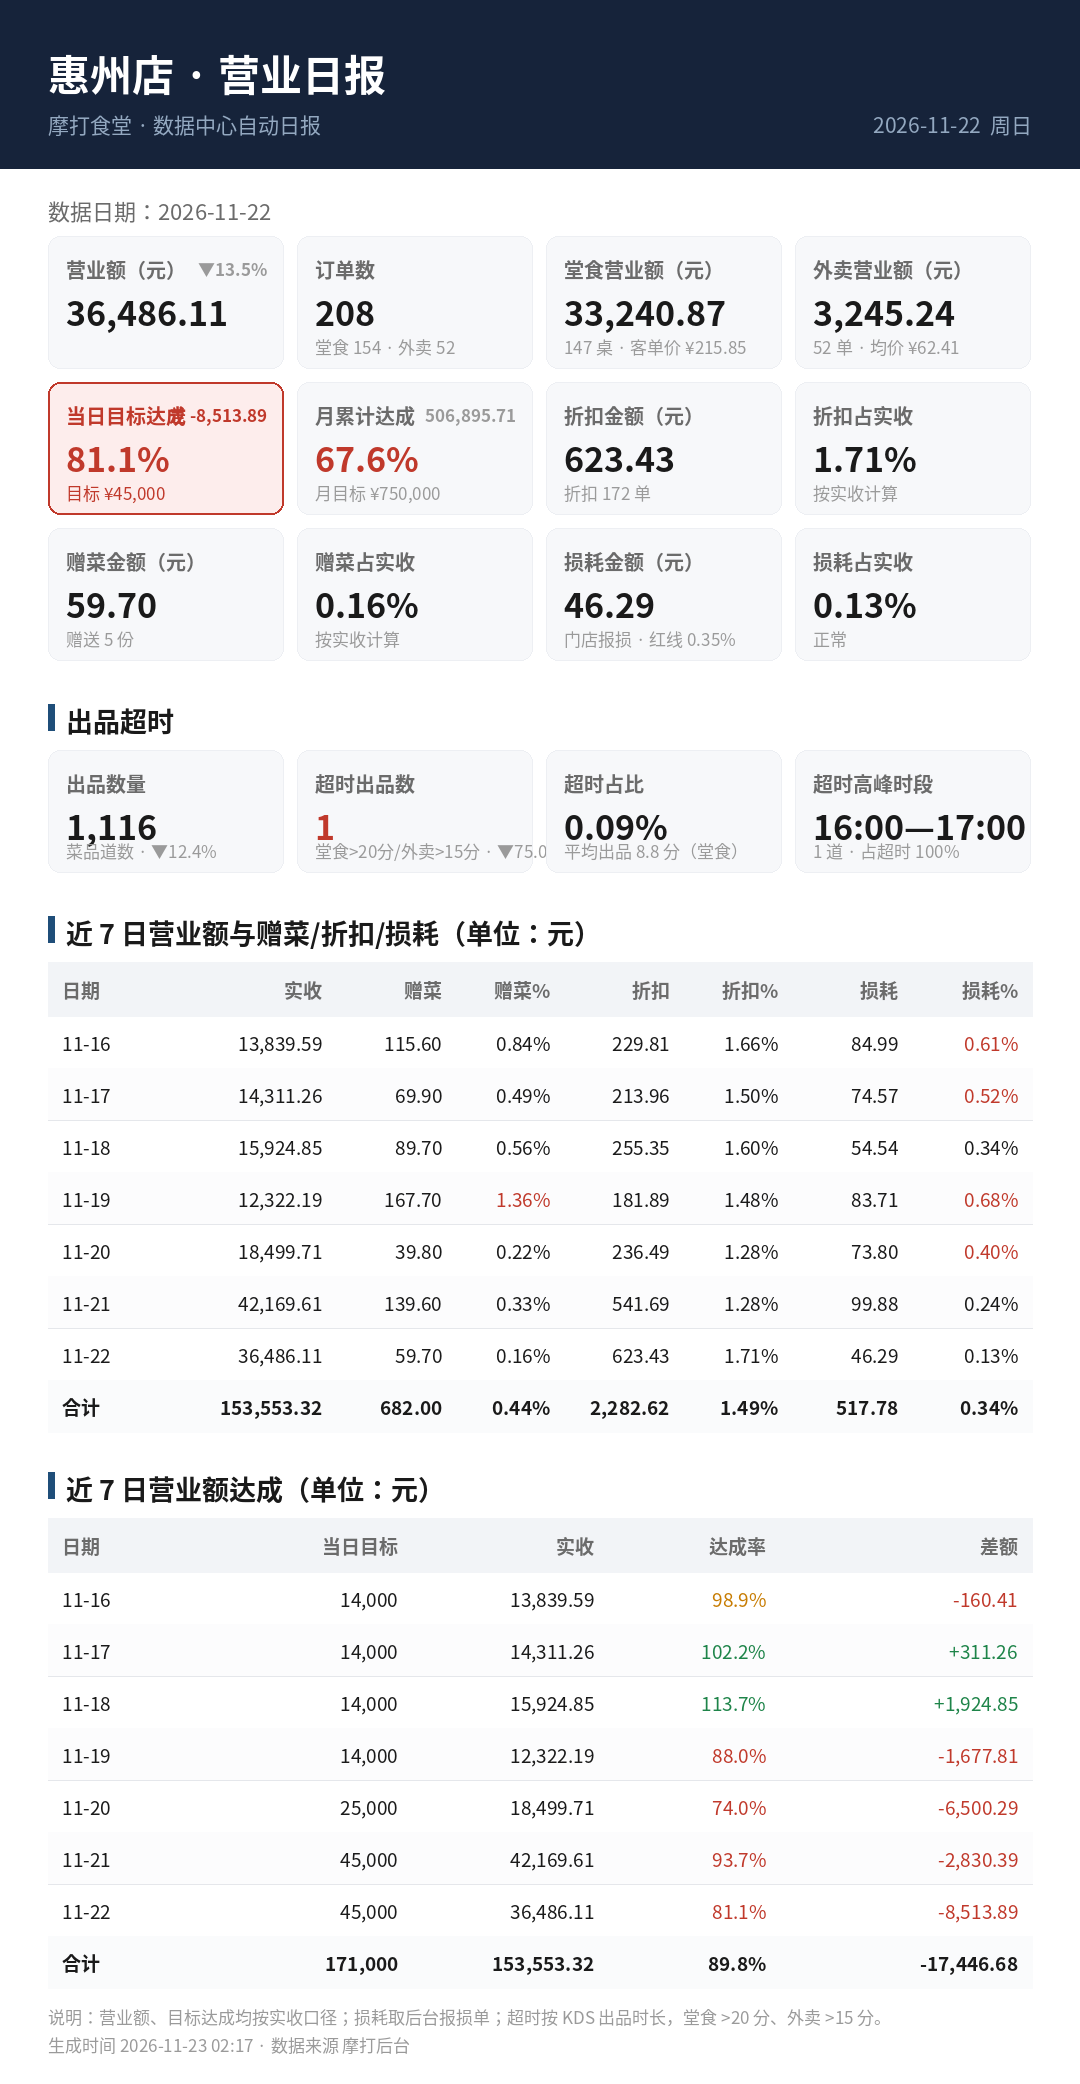 惠州店 · 营业日报
摩打食堂 · 数据中心自动日报 2026-11-22 周日
数据日期：2026-11-22
营业额（元） ▼13.5% 订单数 堂食营业额（元） 外卖营业额（元）
36,486.11 208 33,240.87 3,245.24
堂食 154 · 外卖 52 147 桌 · 客单价 ¥215.85 52 单 · 均价 ¥62.41
当日目标达成 -8,513.89 月累计达成 506,895.71 折扣金额（元） 折扣占实收
81.1% 67.6% 623.43 1.71%
目标 ¥45,000 月目标 ¥750,000 折扣 172 单 按实收计算
赠菜金额（元） 赠菜占实收 损耗金额（元） 损耗占实收
59.70 0.16% 46.29 0.13%
赠送 5 份 按实收计算 门店报损 · 红线 0.35% 正常
出品超时
出品数量 超时出品数 超时占比 超时高峰时段
1,116 1 0.09% 16:00—17:00
菜品道数 · ▼12.4% 堂食>20分/外卖>15分 · ▼75.0 平均出品 8.8 分（堂食） 1 道 · 占超时 100%
近 7 日营业额与赠菜/折扣/损耗（单位：元）
日期 实收 赠菜 赠菜% 折扣 折扣% 损耗 损耗%
11-16 13,839.59 115.60 0.84% 229.81 1.66% 84.99 0.61%
11-17 14,311.26 69.90 0.49% 213.96 1.50% 74.57 0.52%
11-18 15,924.85 89.70 0.56% 255.35 1.60% 54.54 0.34%
11-19 12,322.19 167.70 1.36% 181.89 1.48% 83.71 0.68%
11-20 18,499.71 39.80 0.22% 236.49 1.28% 73.80 0.40%
11-21 42,169.61 139.60 0.33% 541.69 1.28% 99.88 0.24%
11-22 36,486.11 59.70 0.16% 623.43 1.71% 46.29 0.13%
合计 153,553.32 682.00 0.44% 2,282.62 1.49% 517.78 0.34%
近 7 日营业额达成（单位：元）
日期 当日目标 实收 达成率 差额
11-16 14,000 13,839.59 98.9% -160.41
11-17 14,000 14,311.26 102.2% +311.26
11-18 14,000 15,924.85 113.7% +1,924.85
11-19 14,000 12,322.19 88.0% -1,677.81
11-20 25,000 18,499.71 74.0% -6,500.29
11-21 45,000 42,169.61 93.7% -2,830.39
11-22 45,000 36,486.11 81.1% -8,513.89
合计 171,000 153,553.32 89.8% -17,446.68
说明：营业额、目标达成均按实收口径；损耗取后台报损单；超时按 KDS 出品时长，堂食 >20 分、外卖 >15 分。
生成时间 2026-11-23 02:17 · 数据来源 摩打后台